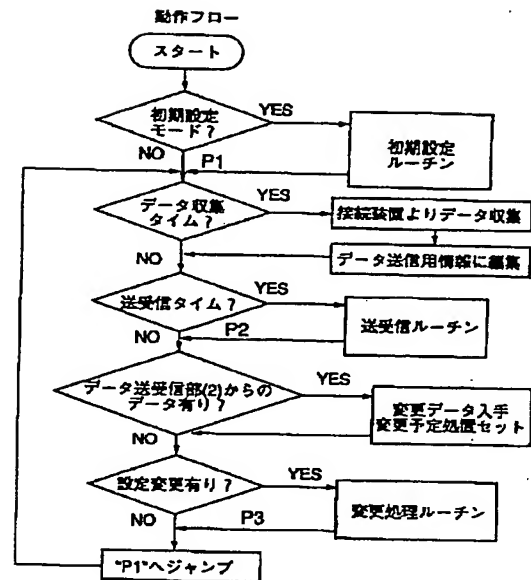 動作フロー
スタート
初期設定
モード?
YES
NO
P1
初期設定
ルーチン
データ収集
タイム?
YES
NO
接続装置よりデータ収集
データ送信用情報に編集
送受信タイム?
YES
NO
P2
送受信ルーチン
データ送受信部(2)からの
データ有り?
YES
NO
変更データ入手
変更予定処置セット
設定変更有り?
YES
NO
P3
変更処理ルーチン
"P1"へジャンプ